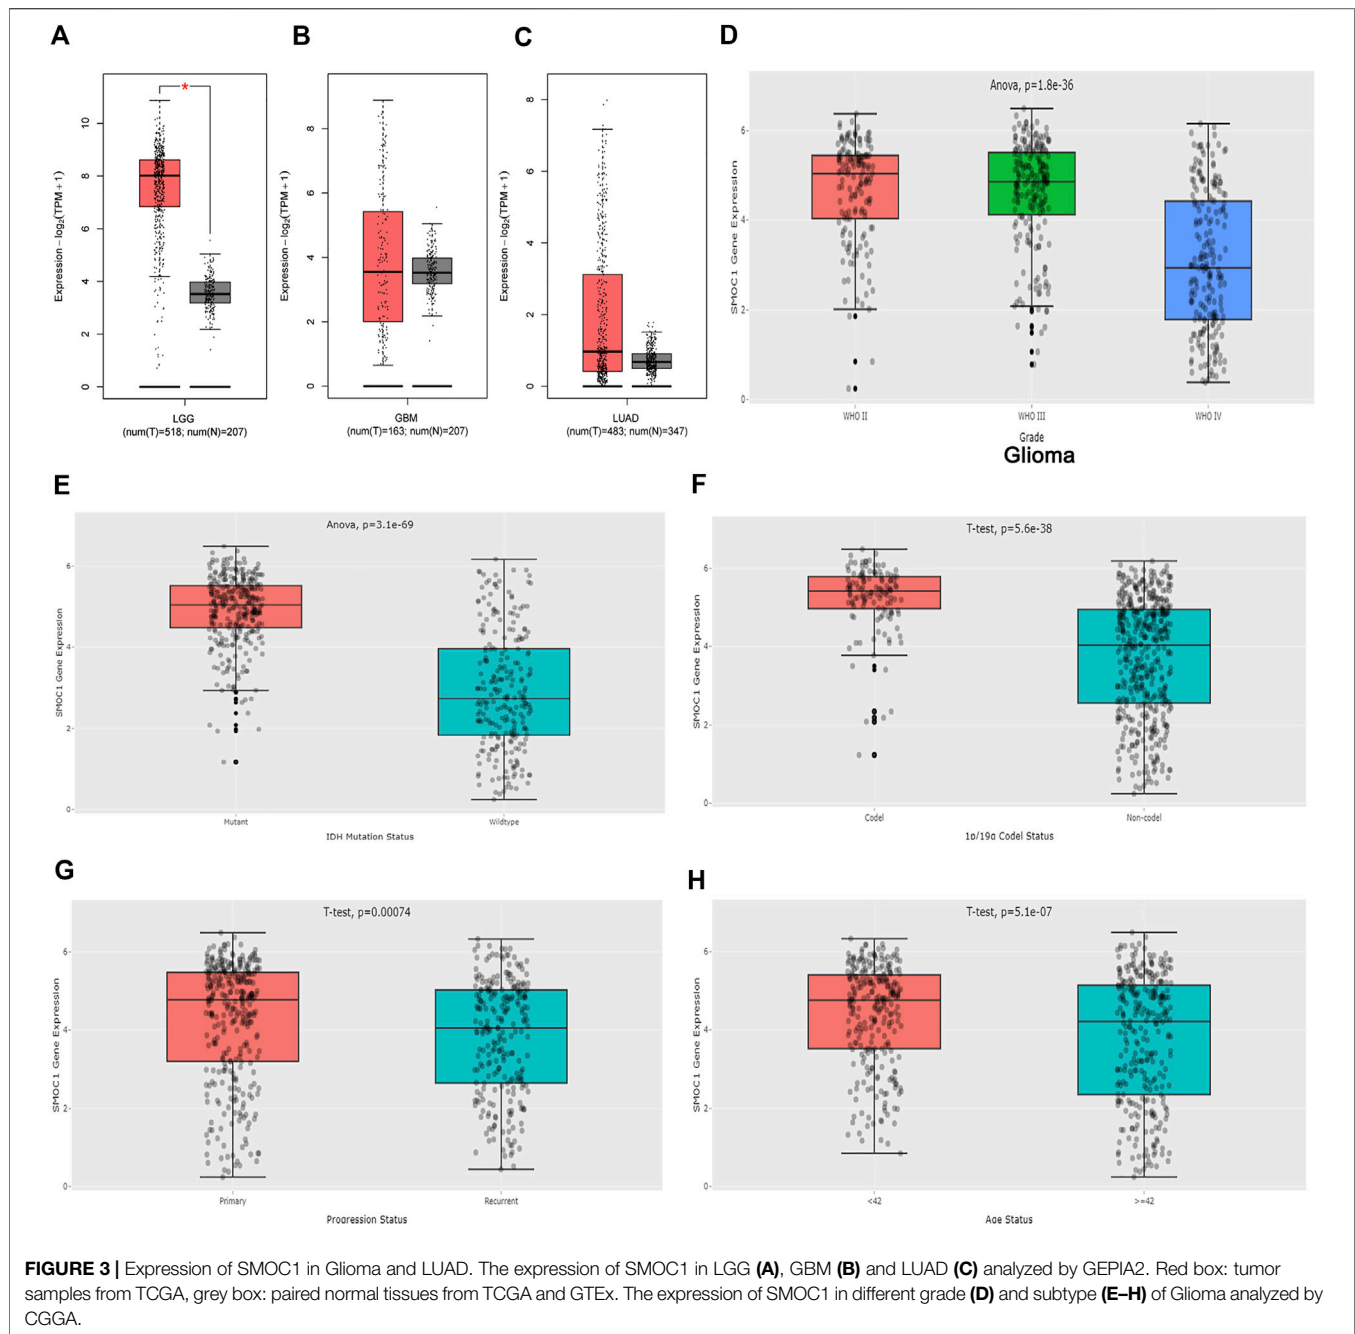 A
B
C
D
*
Expression − log2(TPM + 1)
10
8
6
4
2
0
LGG
(num(T)=518; num(N)=207)
Expression − log2(TPM + 1)
8
6
4
2
0
GBM
(num(T)=163; num(N)=207)
Expression − log2(TPM + 1)
8
6
4
2
0
LUAD
(num(T)=483; num(N)=347)
Anova, p=1.8e-36
SMOC1 Gene Expression
6
4
2
0
WHO II
WHO III
WHO IV
Grade
Glioma
E
Anova, p=3.1e-69
SMOC1 Gene Expression
6
4
2
0
Mutant
Wildtype
IDH Mutation Status
F
T-test, p=5.6e-38
SMOC1 Gene Expression
6
4
2
0
Codel
Non-codel
1p/19q Codel Status
G
T-test, p=0.00074
SMOC1 Gene Expression
6
4
2
0
Primary
Recurrent
Progression Status
H
T-test, p=5.1e-07
SMOC1 Gene Expression
6
4
2
0
<42
>=42
Age Status
FIGURE 3 | Expression of SMOC1 in Glioma and LUAD. The expression of SMOC1 in LGG (A), GBM (B) and LUAD (C) analyzed by GEPIA2. Red box: tumor
samples from TCGA, grey box: paired normal tissues from TCGA and GTEx. The expression of SMOC1 in different grade (D) and subtype (E–H) of Glioma analyzed by
CGGA.